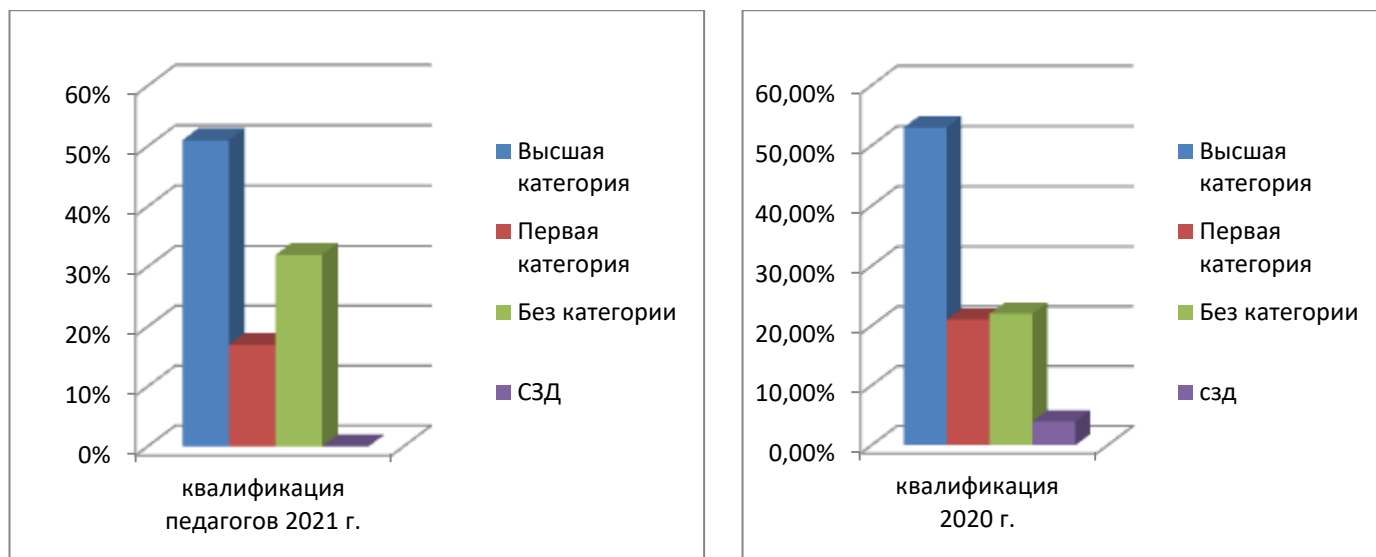 60%
50%
40%
30%
20%
10%
0%
квалификация
педагогов 2021 г.
Высшая
категория
Первая
категория
Без категории
СЗД
60,00%
50,00%
40,00%
30,00%
20,00%
10,00%
0,00%
квалификация
2020 г.
Высшая
категория
Первая
категория
Без категории
сзд